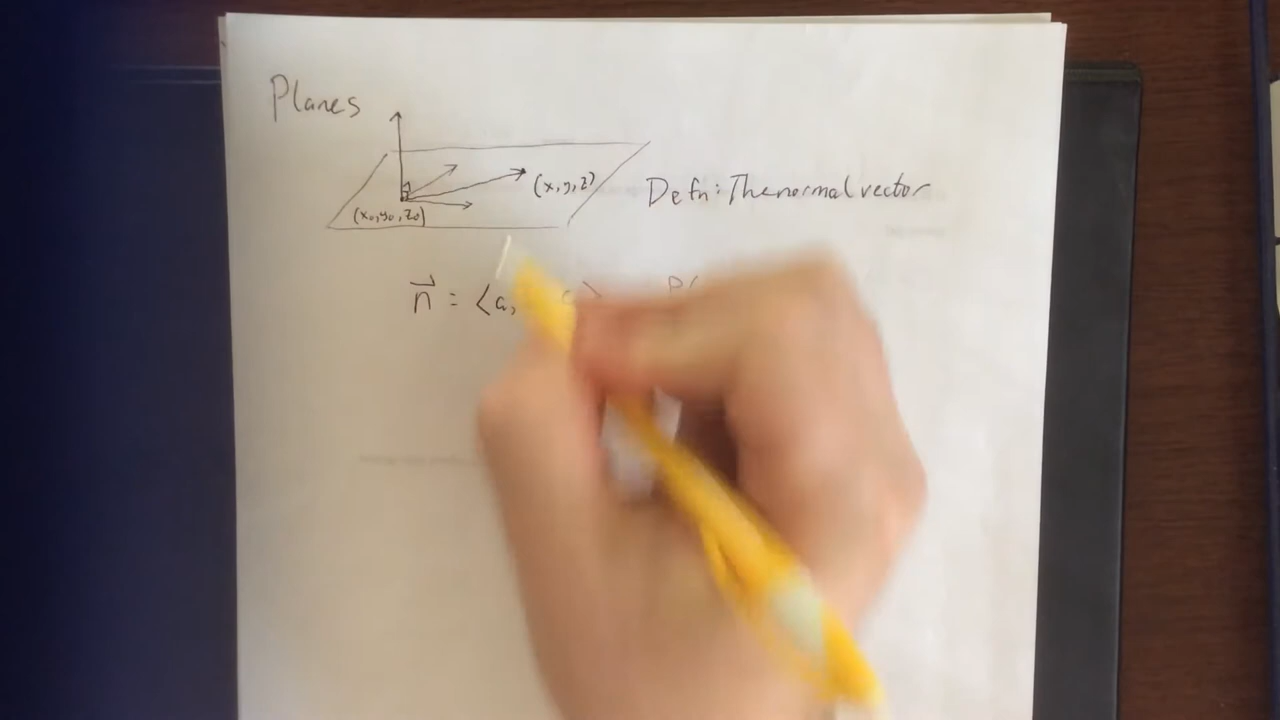 Planes
(x,y,z)
Defn: The normal vector
(x₀,y₀,z₀)
n⃗ = ⟨a, c⟩ P(